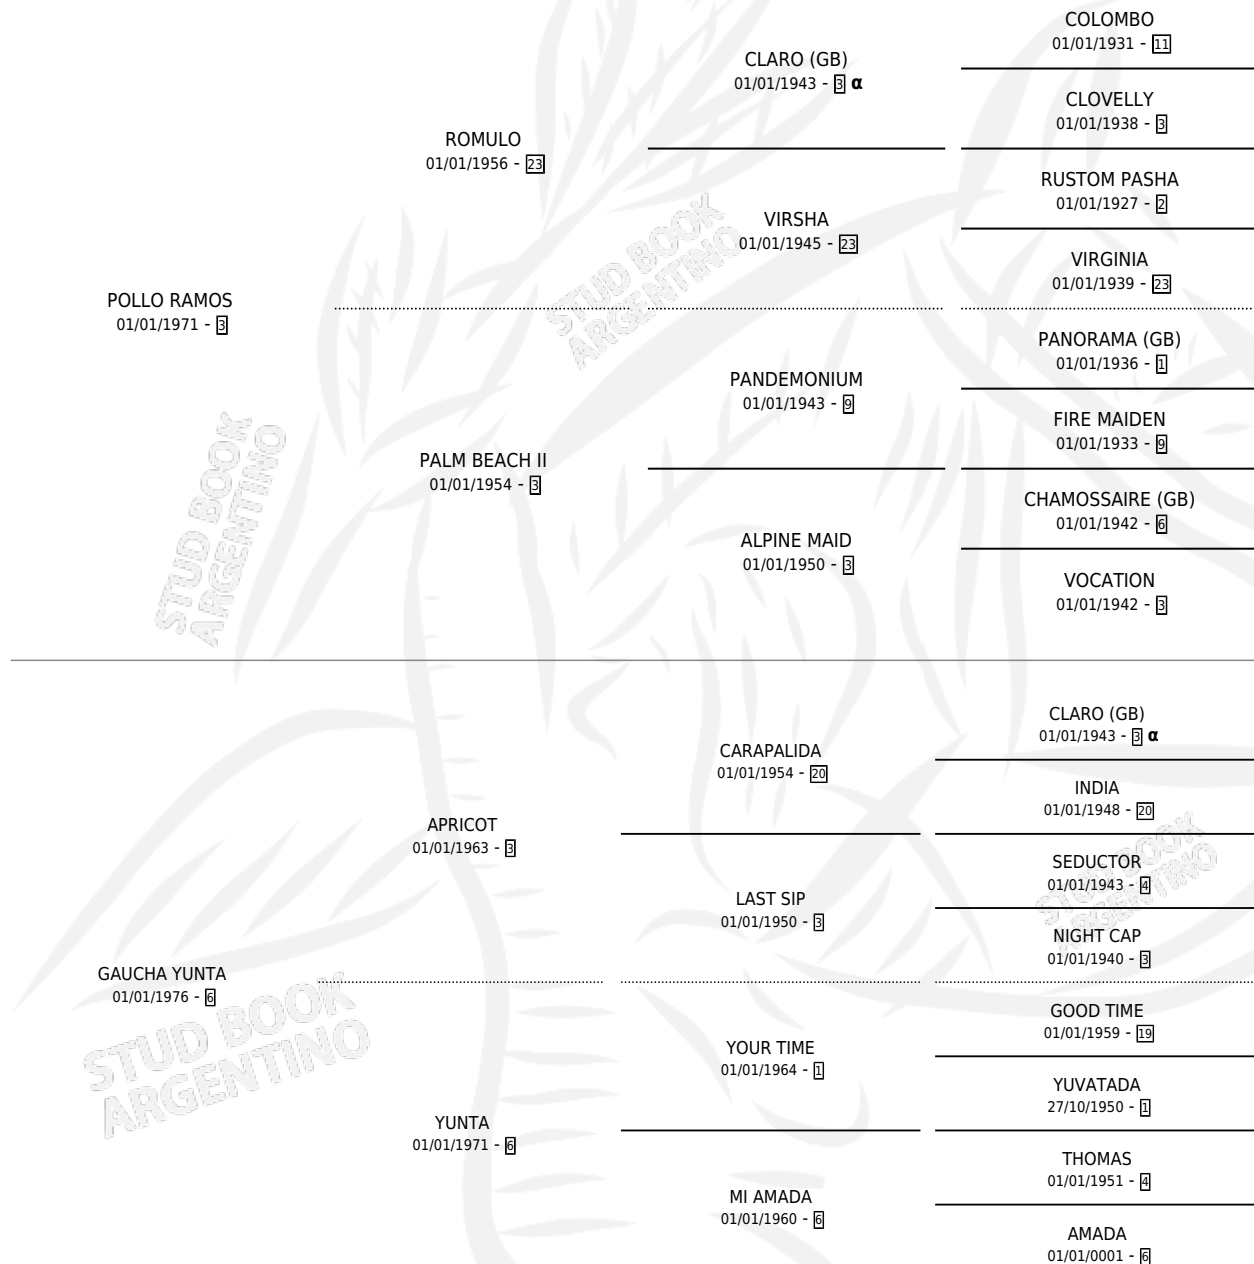 COLOMBO
01/01/1931 - 11
CLARO (GB)
01/01/1943 - 3 α
CLOVELLY
01/01/1938 - 3
ROMULO
01/01/1956 - 23
RUSTOM PASHA
01/01/1927 - 2
VIRSHA
01/01/1945 - 23
VIRGINIA
01/01/1939 - 23
POLLO RAMOS
01/01/1971 - 3
PANORAMA (GB)
01/01/1936 - 1
PANDEMONIUM
01/01/1943 - 9
FIRE MAIDEN
01/01/1933 - 9
PALM BEACH II
01/01/1954 - 3
CHAMOSSAIRE (GB)
01/01/1942 - 6
ALPINE MAID
01/01/1950 - 3
VOCATION
01/01/1942 - 3
CLARO (GB)
01/01/1943 - 3 α
CARAPALIDA
01/01/1954 - 20
INDIA
01/01/1948 - 20
APRICOT
01/01/1963 - 3
SEDUCTOR
01/01/1943 - 4
LAST SIP
01/01/1950 - 3
NIGHT CAP
01/01/1940 - 3
GAUCHA YUNTA
01/01/1976 - 6
GOOD TIME
01/01/1959 - 19
YOUR TIME
01/01/1964 - 1
YUVATADA
27/10/1950 - 1
YUNTA
01/01/1971 - 6
THOMAS
01/01/1951 - 4
MI AMADA
01/01/1960 - 6
AMADA
01/01/0001 - 6
STUD BOOK
ARGENTINO
STUD BOOK
ARGENTINO
STUD BOOK
ARGENTINO
STUD BOOK
ARGENTINO